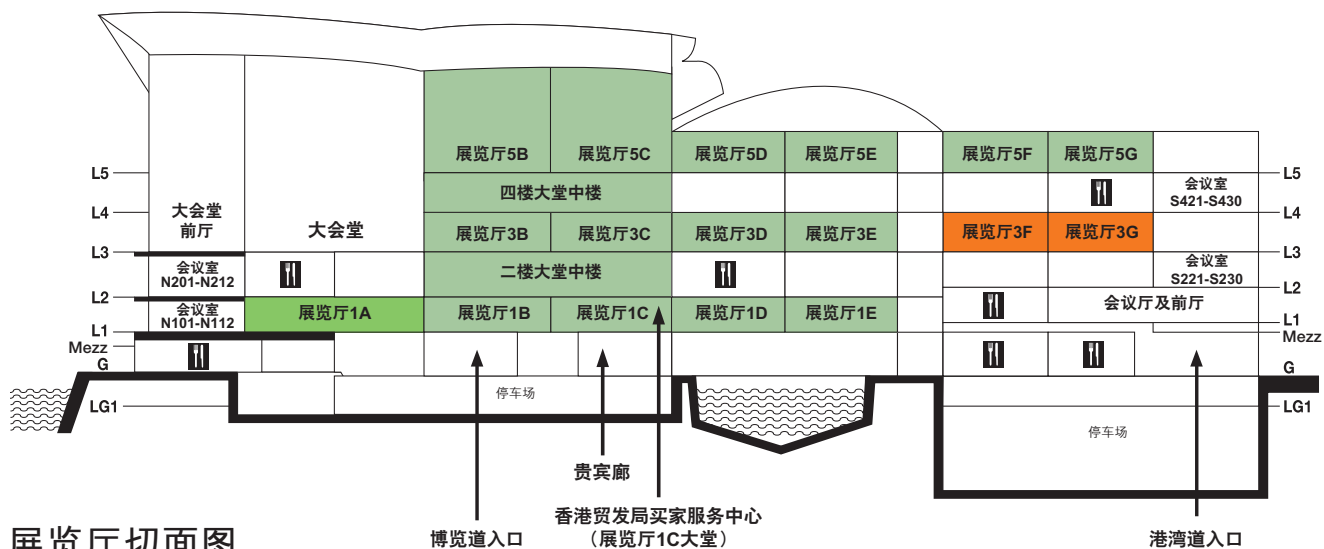 展览厅5B
展览厅5C
展览厅5D
展览厅5E
展览厅5F
展览厅5G
L5
L5
四楼大堂中楼
会议室
S421-S430
L4
L4
大会堂
前厅
大会堂
展览厅3B
展览厅3C
展览厅3D
展览厅3E
展览厅3F
展览厅3G
L3
L3
会议室
N201-N212
二楼大堂中楼
会议室
S221-S230
L2
L2
会议室
N101-N112
展览厅1A
展览厅1B
展览厅1C
展览厅1D
展览厅1E
会议厅及前厅
L1
L1
Mezz
Mezz
G
G
停车场
LG1
LG1
停车场
贵宾廊
展览厅切面图
博览道入口
香港贸发局买家服务中心
（展览厅1C大堂）
港湾道入口